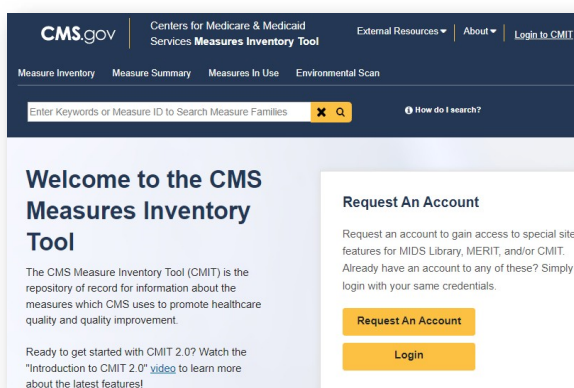 CMS.gov
Centers for Medicare & Medicaid
Services Measures Inventory Tool
External Resources
About
Login to CMIT
Measure Inventory
Measure Summary
Measures In Use
Environmental Scan
Enter Keywords or Measure ID to Search Measure Families
How do I search?
Welcome to the CMS
Measures Inventory
Tool
The CMS Measure Inventory Tool (CMIT) is the
repository of record for information about the
measures which CMS uses to promote healthcare
quality and quality improvement.
Ready to get started with CMIT 2.0? Watch the
"Introduction to CMIT 2.0" video to learn more
about the latest features!
Request An Account
Request an account to gain access to special site
features for MIDS Library, MERIT, and/or CMIT.
Already have an account to any of these? Simply
login with your same credentials.
Request An Account
Login